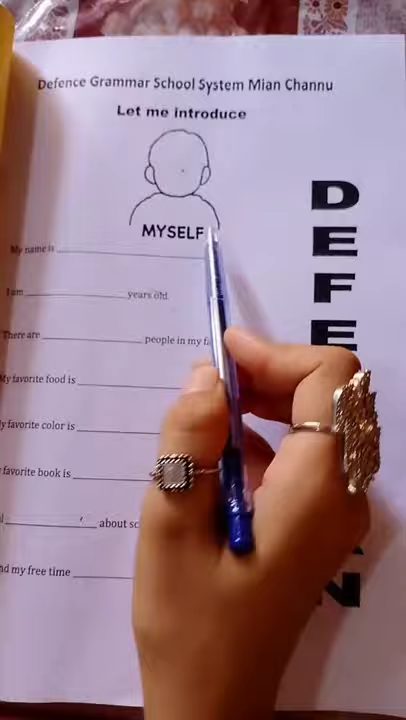 Defence Grammar School System Mian Channu
Let me introduce
MYSELF
My name is
I am years old.
There are people in my fa
My favorite food is
y favorite color is
favorite book is
I about sc
nd my free time
D
E
F
E
N